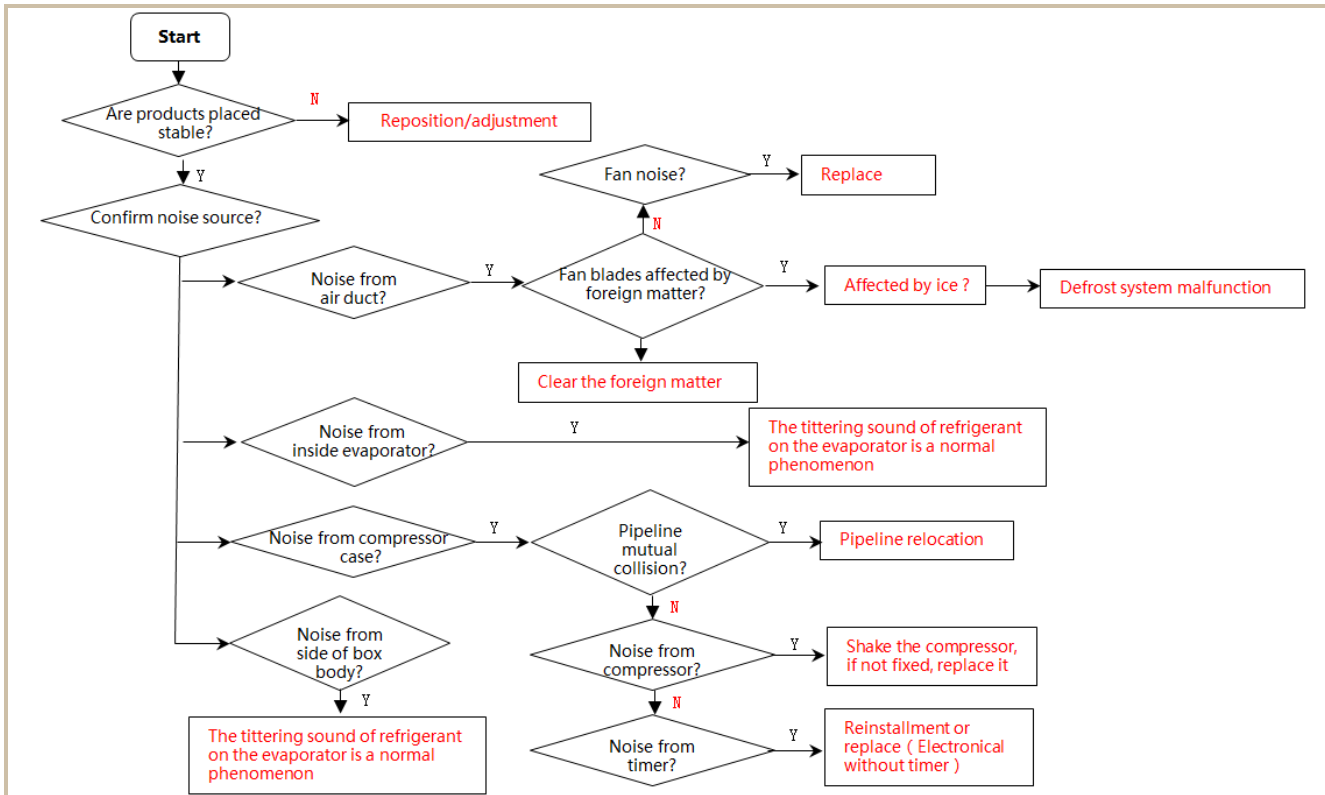 Start
Are products placed
stable?
N
Reposition/adjustment
Y
Confirm noise source?
Fan noise?
Y
Replace
N
Noise from
air duct?
Y
Fan blades affected by
foreign matter?
Y
Affected by ice ?
Defrost system malfunction
Clear the foreign matter
Noise from
inside evaporator?
Y
The tittering sound of refrigerant
on the evaporator is a normal
phenomenon
Noise from compressor
case?
Y
Pipeline
mutual
collision?
Y
Pipeline relocation
N
Noise from
side of box
body?
Y
The tittering sound of refrigerant
on the evaporator is a normal
phenomenon
Noise from
compressor?
Y
Shake the compressor,
if not fixed, replace it
N
Noise from
timer?
Y
Reinstallment or
replace ( Electronical
without timer )